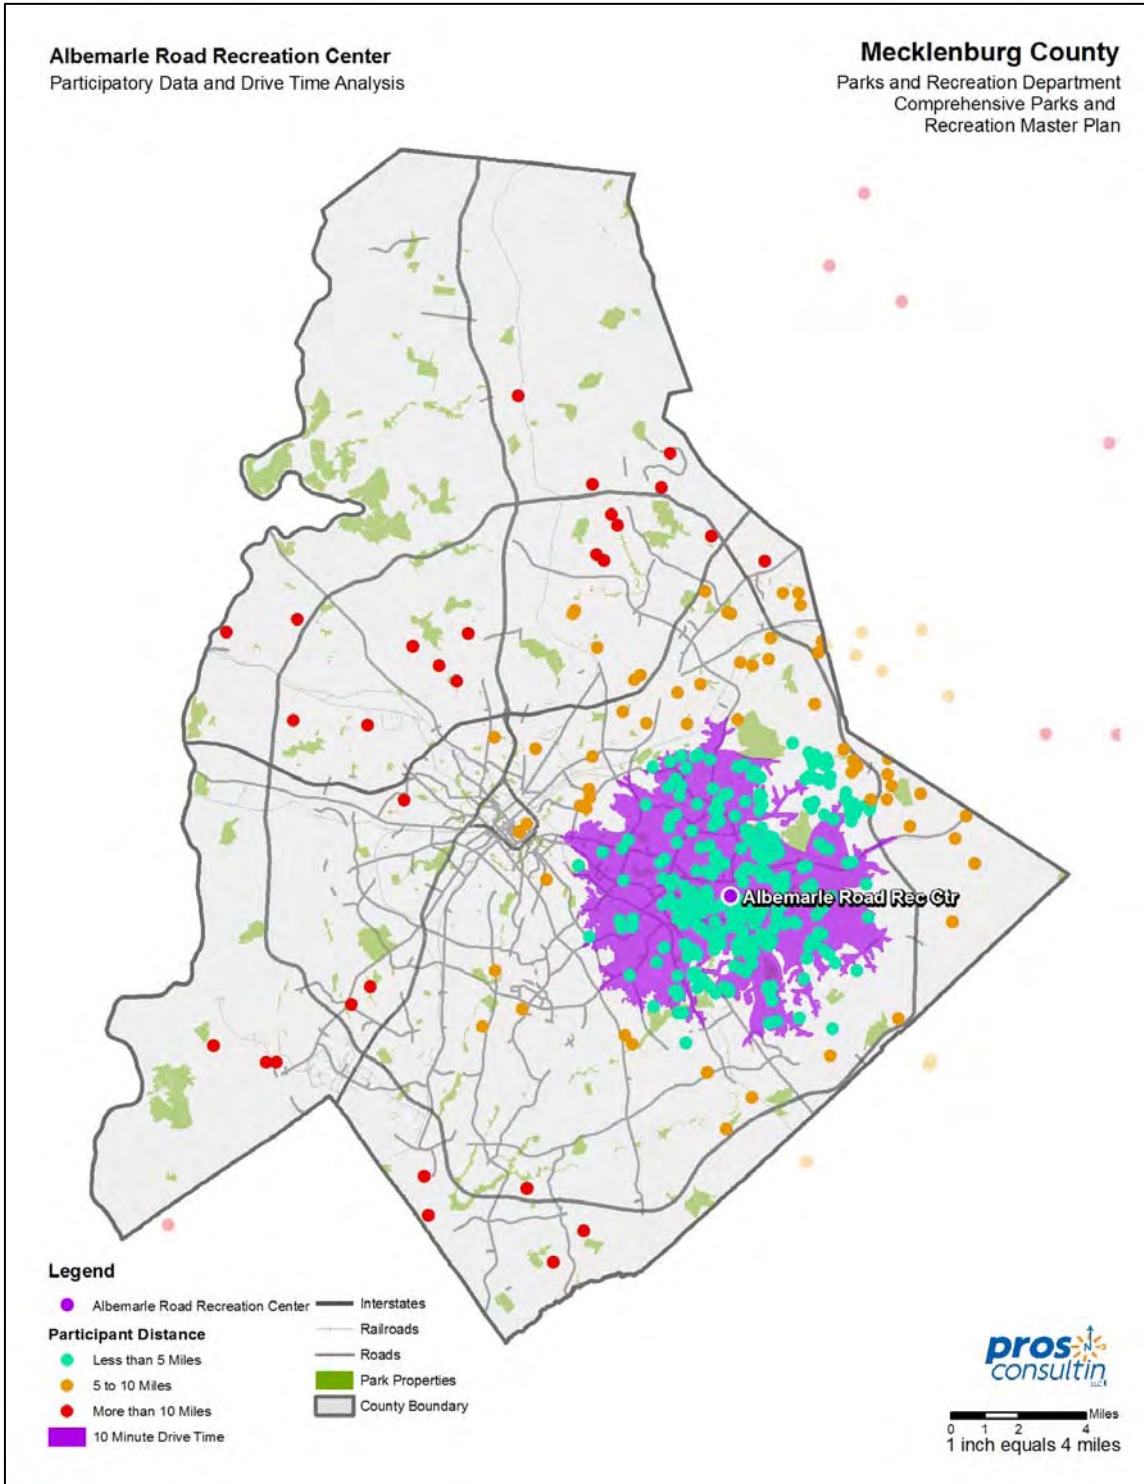 Albemarle Road Recreation Center
Participatory Data and Drive Time Analysis
Mecklenburg County
Parks and Recreation Department
Comprehensive Parks and
Recreation Master Plan
Albemarle Road Rec Ctr
Legend
Albemarle Road Recreation Center
Participant Distance
Less than 5 Miles
5 to 10 Miles
More than 10 Miles
10 Minute Drive Time
Interstates
Railroads
Roads
Park Properties
County Boundary
pros
N
consultin
LLC
Miles
0 1 2 4
1 inch equals 4 miles